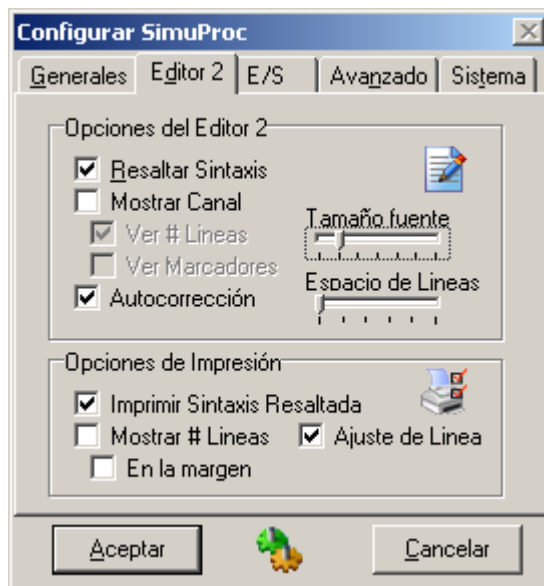 Configurar SimuProc
Generales Editor 2 E/S Avanzado Sistema
Opciones del Editor 2
Resaltar Sintaxis
Mostrar Canal
Ver # Lineas
Ver Marcadores
Autocorrección
Tamaño fuente
Espacio de Lineas
Opciones de Impresión
Imprimir Sintaxis Resaltada
Mostrar # Lineas Ajuste de Linea
En la margen
Aceptar Cancelar